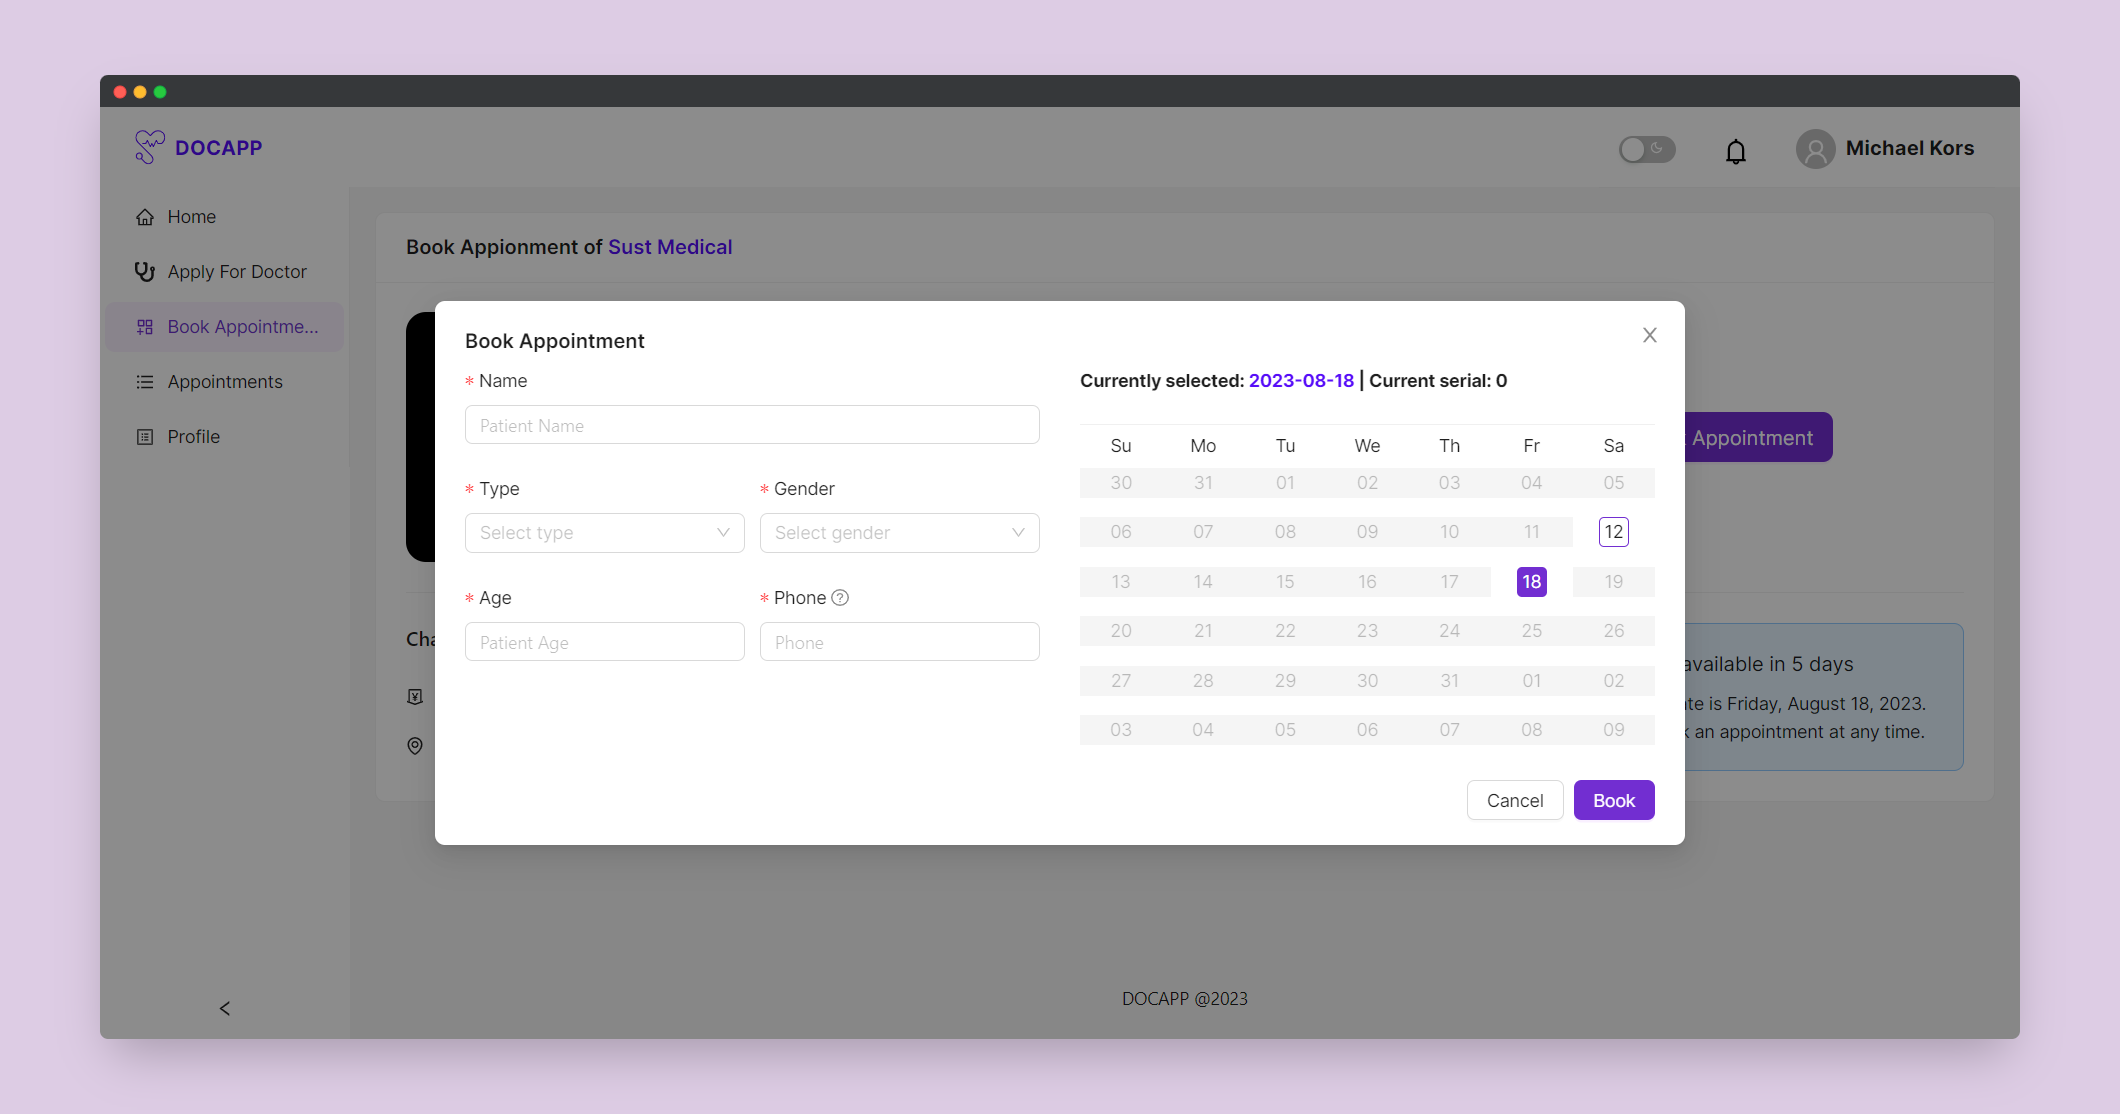 DOCAPP
Michael Kors
Home
Apply For Doctor
Book Appointme...
Appointments
Profile
Book Appionment of Sust Medical
Appointment
Book Appointment
* Name
Patient Name
* Type
* Gender
Select type
Select gender
* Age
* Phone
Patient Age
Phone
Currently selected: 2023-08-18 | Current serial: 0
Su Mo Tu We Th Fr Sa
30 31 01 02 03 04 05
06 07 08 09 10 11 12
13 14 15 16 17 18 19
20 21 22 23 24 25 26
27 28 29 30 31 01 02
03 04 05 06 07 08 09
Cancel
Book
available in 5 days
is Friday, August 18, 2023.
an appointment at any time.
DOCAPP @2023